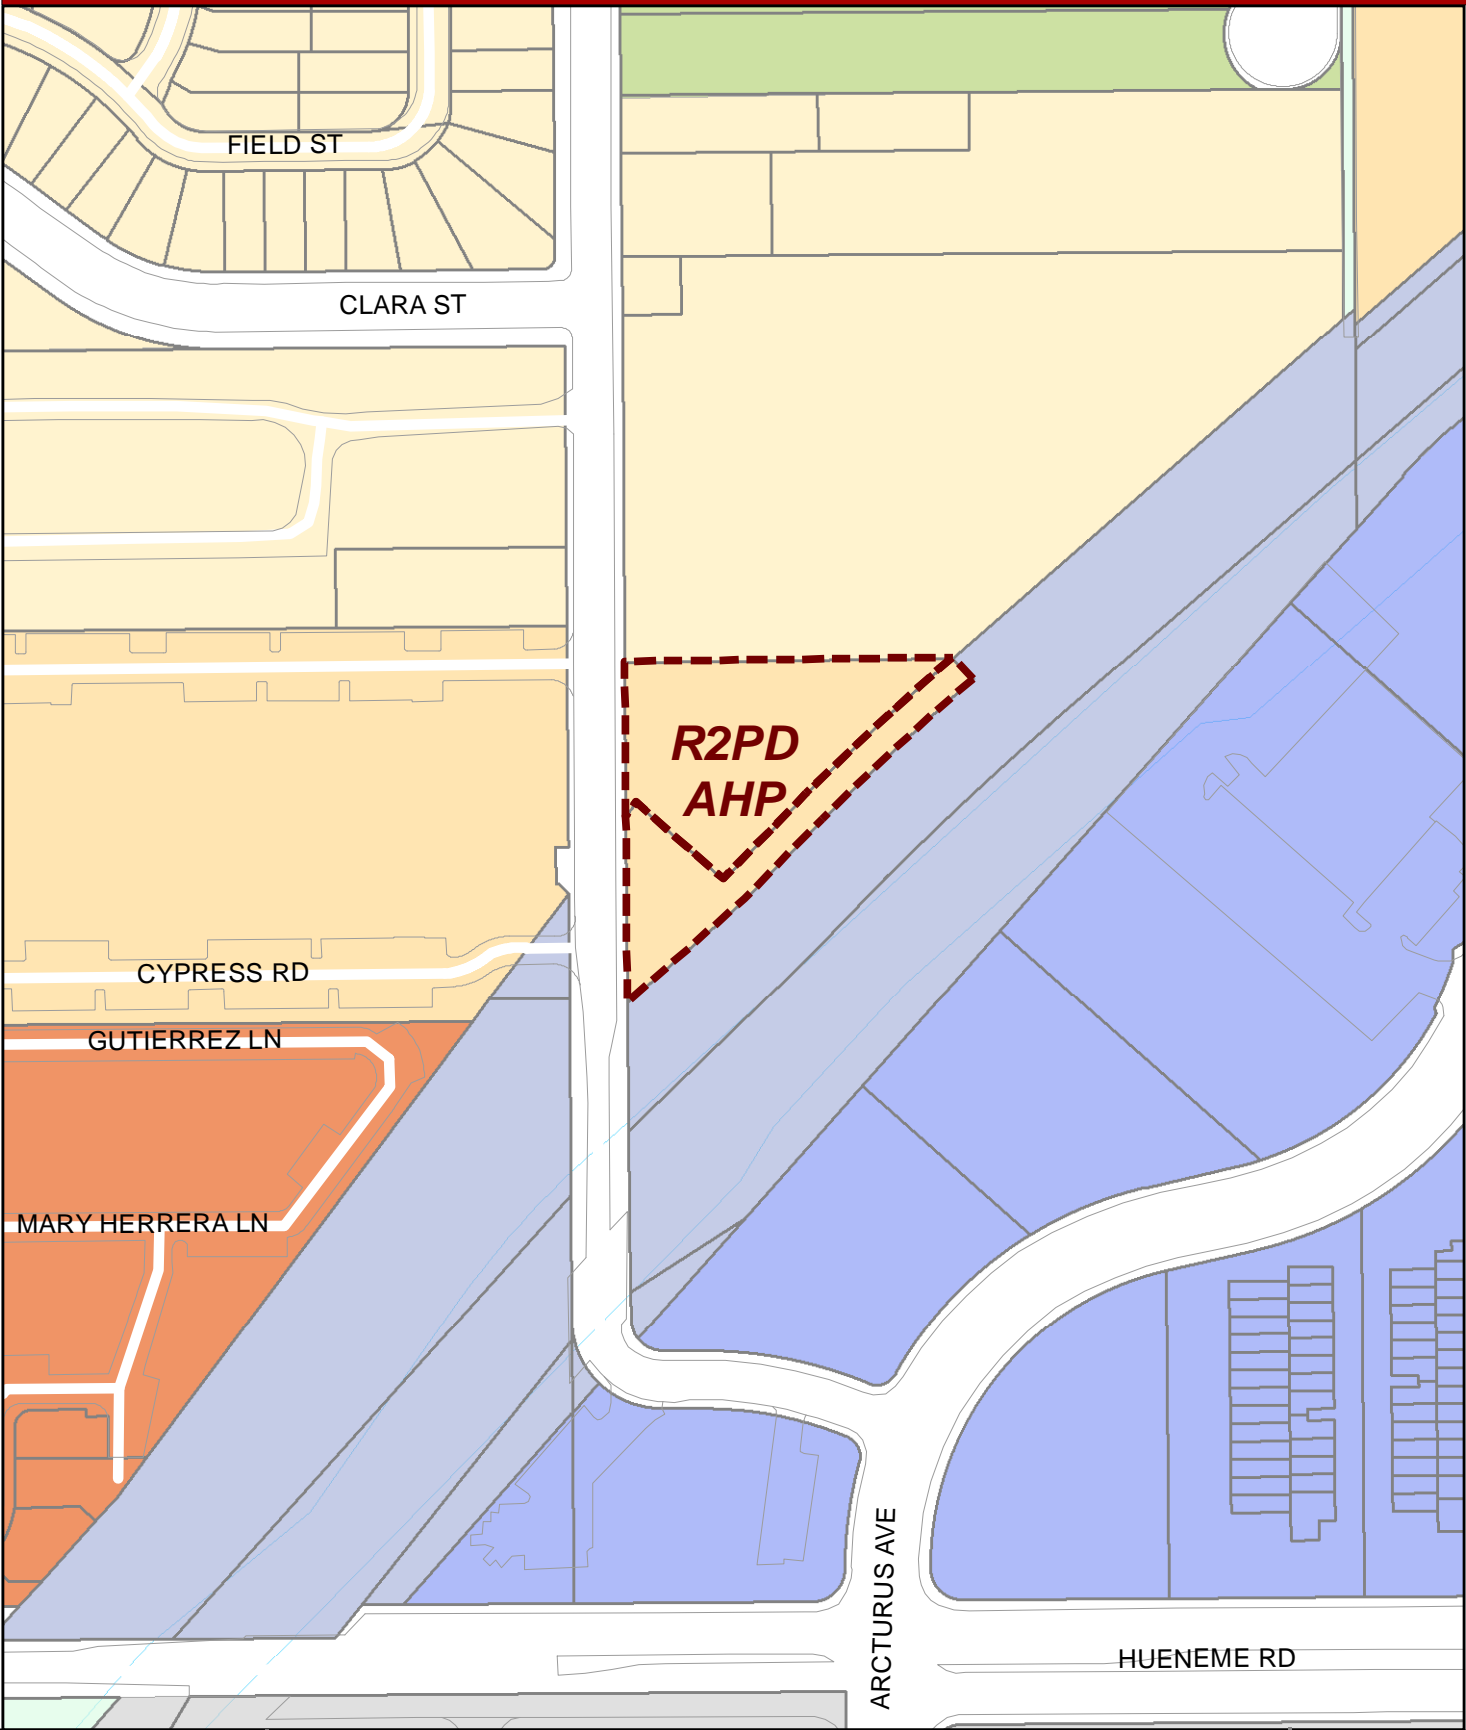 FIELD ST
CLARA ST
R2PD
AHP
CYPRESS RD
GUTIERREZ LN
MARY HERRERA LN
ARCTURUS AVE
HUENEME RD